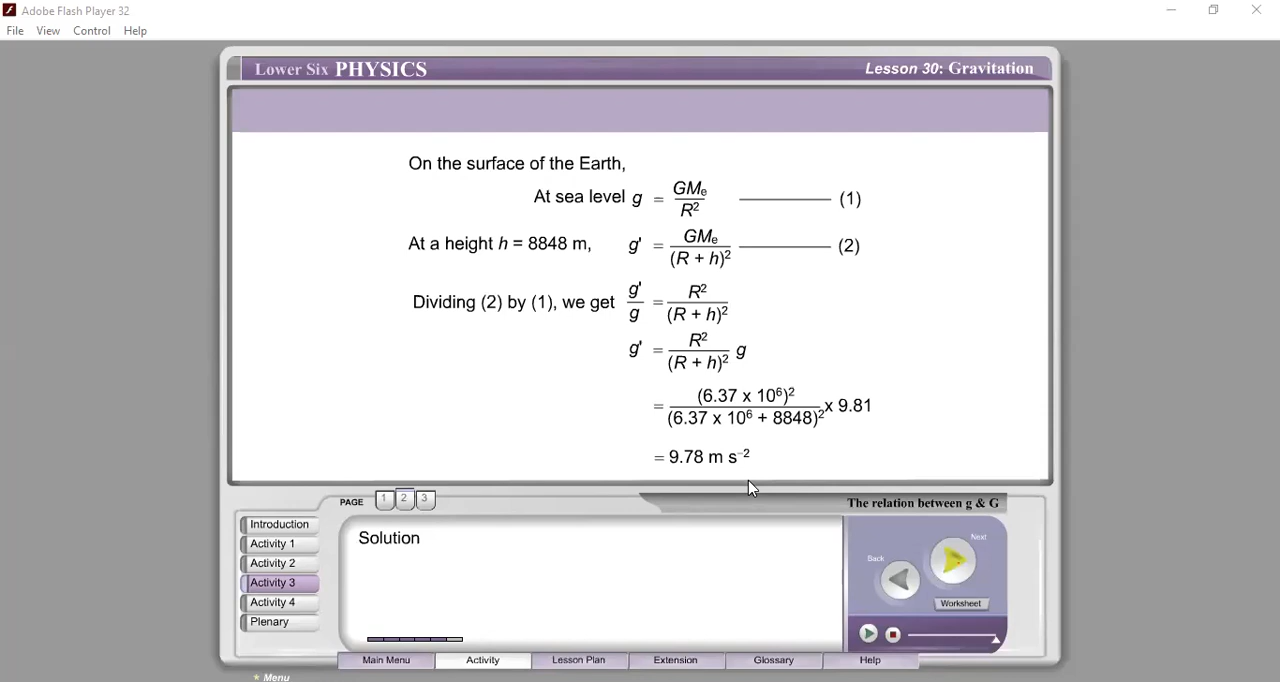 Adobe Flash Player 32
File View Control Help
Lower Six PHYSICS
Lesson 30: Gravitation
On the surface of the Earth,
At sea level g = GMₑ / R² (1)
At a height h = 8848 m, g' = GMₑ / (R + h)² (2)
Dividing (2) by (1), we get g' / g = R² / (R + h)²
g' = R² / (R + h)² g
= (6.37 x 10⁶)² / (6.37 x 10⁶ + 8848)² x 9.81
= 9.78 m s⁻²
PAGE 1 2 3
The relation between g & G
Introduction
Activity 1
Activity 2
Activity 3
Activity 4
Plenary
Solution
Back
Next
Worksheet
Main Menu Activity Lesson Plan Extension Glossary Help
Menu